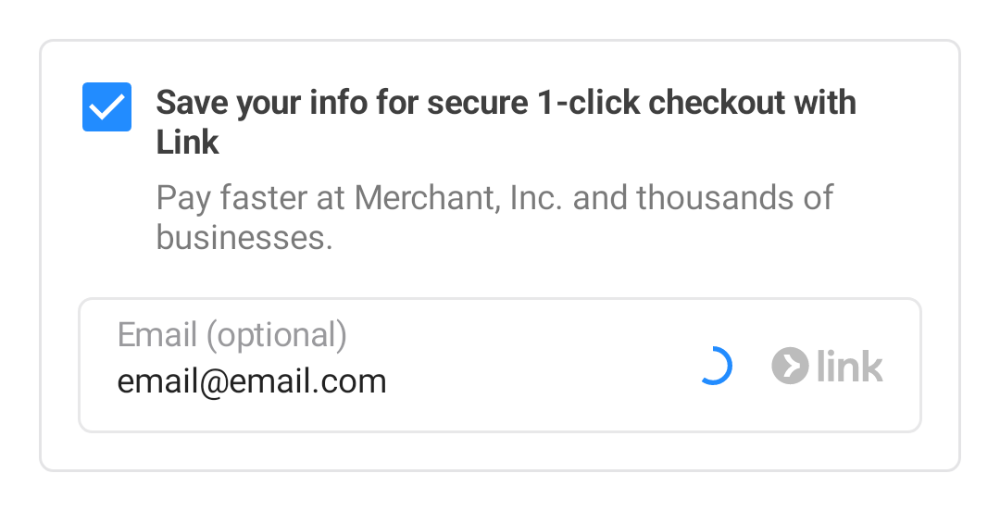 Save your info for secure 1-click checkout with
Link
Pay faster at Merchant, Inc. and thousands of
businesses.
Email (optional)
email@email.com
link